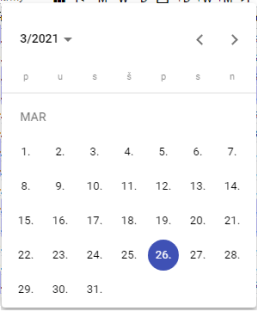 3/2021
p u s š p s n
MAR
1. 2. 3. 4. 5. 6. 7.
8. 9. 10. 11. 12. 13. 14.
15. 16. 17. 18. 19. 20. 21.
22. 23. 24. 25. 26. 27. 28.
29. 30. 31.